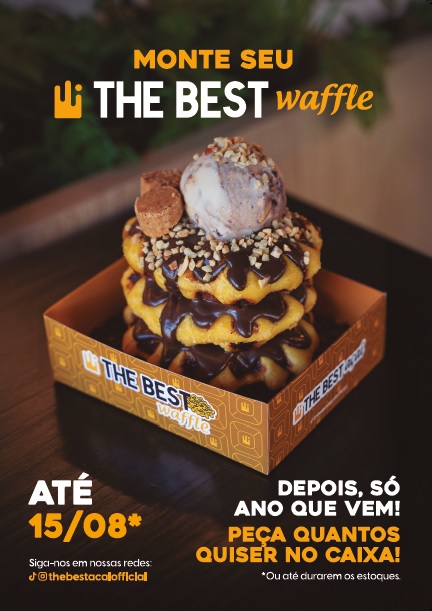 MONTE SEU
THE BEST waffle
THE BEST
waffle
THE BEST açaí
ATÉ
15/08*
DEPOIS, SÓ
ANO QUE VEM!
PEÇA QUANTOS
QUISER NO CAIXA!
Siga-nos em nossas redes:
thebestacaiofficial
*Ou até durarem os estoques.